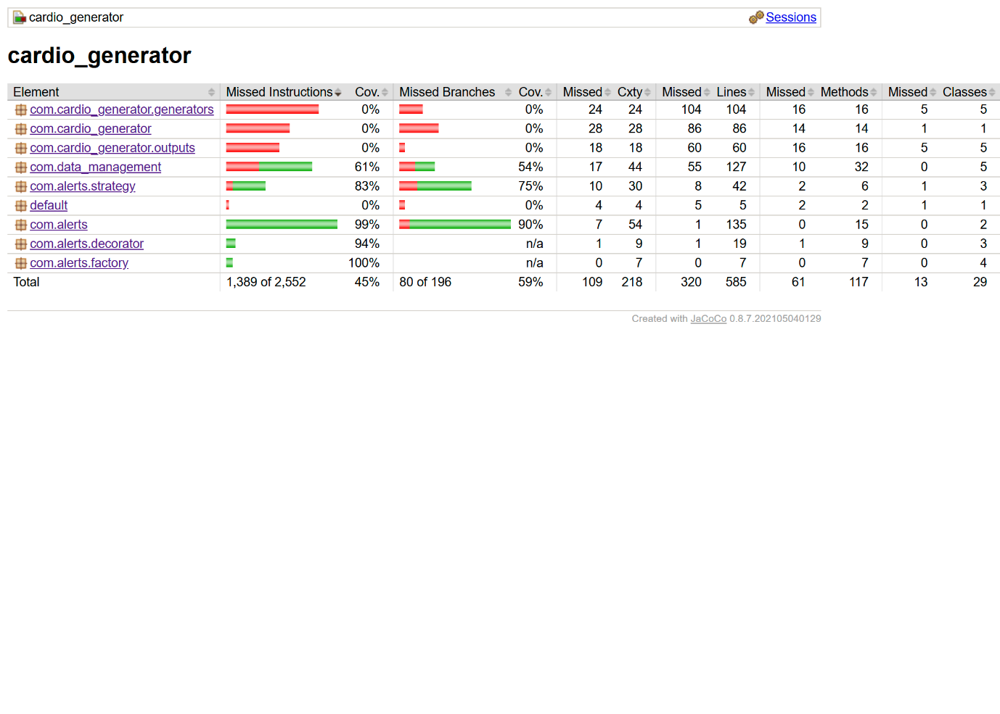 cardio_generator Sessions
cardio_generator
Element Missed Instructions Cov. Missed Branches Cov. Missed Cxty Missed Lines Missed Methods Missed Classes
com.cardio_generator.generators 0% 0% 24 24 104 104 16 16 5 5
com.cardio_generator 0% 0% 28 28 86 86 14 14 1 1
com.cardio_generator.outputs 0% 0% 18 18 60 60 16 16 5 5
com.data_management 61% 54% 17 44 55 127 10 32 0 5
com.alerts.strategy 83% 75% 10 30 8 42 2 6 1 3
default 0% 0% 4 4 5 5 2 2 1 1
com.alerts 99% 90% 7 54 1 135 0 15 0 2
com.alerts.decorator 94% n/a 1 9 1 19 1 9 0 3
com.alerts.factory 100% n/a 0 7 0 7 0 7 0 4
Total 1,389 of 2,552 45% 80 of 196 59% 109 218 320 585 61 117 13 29
Created with JaCoCo 0.8.7.202105040129